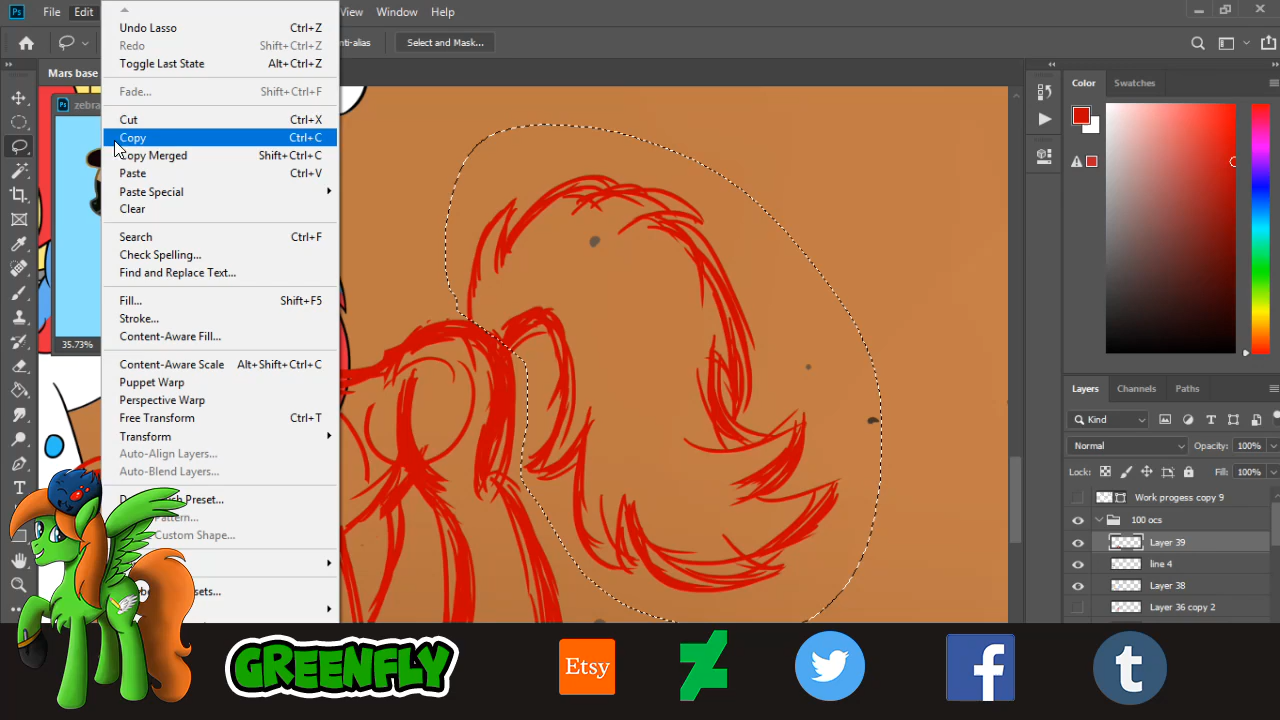 Ps File Edit View Window Help
nti-alias Select and Mask...
Mars base
Ps zebra
35.73%
Undo Lasso Ctrl+Z
Redo Shift+Ctrl+Z
Toggle Last State Alt+Ctrl+Z
Fade... Shift+Ctrl+F
Cut Ctrl+X
Copy Ctrl+C
Copy Merged Shift+Ctrl+C
Paste Ctrl+V
Paste Special
Clear
Search Ctrl+F
Check Spelling...
Find and Replace Text...
Fill... Shift+F5
Stroke...
Content-Aware Fill...
Content-Aware Scale Alt+Shift+Ctrl+C
Puppet Warp
Perspective Warp
Free Transform Ctrl+T
Transform
Auto-Align Layers...
Auto-Blend Layers...
Preset...
Pattern...
Custom Shape...
Color Swatches
Layers Channels Paths
Kind
Normal Opacity: 100%
Lock: Fill: 100%
Work progess copy 9
100 ocs
Layer 39
line 4
Layer 38
Layer 36 copy 2
GREENFLY
Etsy
f
t